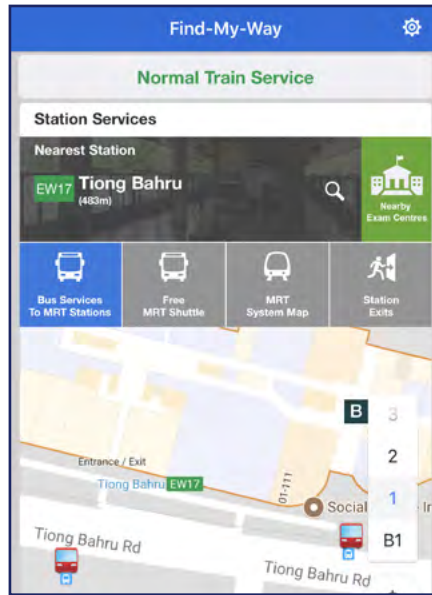 Find-My-Way
Normal Train Service
Station Services
Nearest Station
EW17 Tiong Bahru
(483m)
Nearby
Exam Centres
Bus Services
To MRT Stations
Free
MRT Shuttle
MRT
System Map
Station
Exits
B
3
2
1
B1
Entrance / Exit
Tiong Bahru EW17
01-111
Social
Tiong Bahru Rd
Tiong Bahru Rd